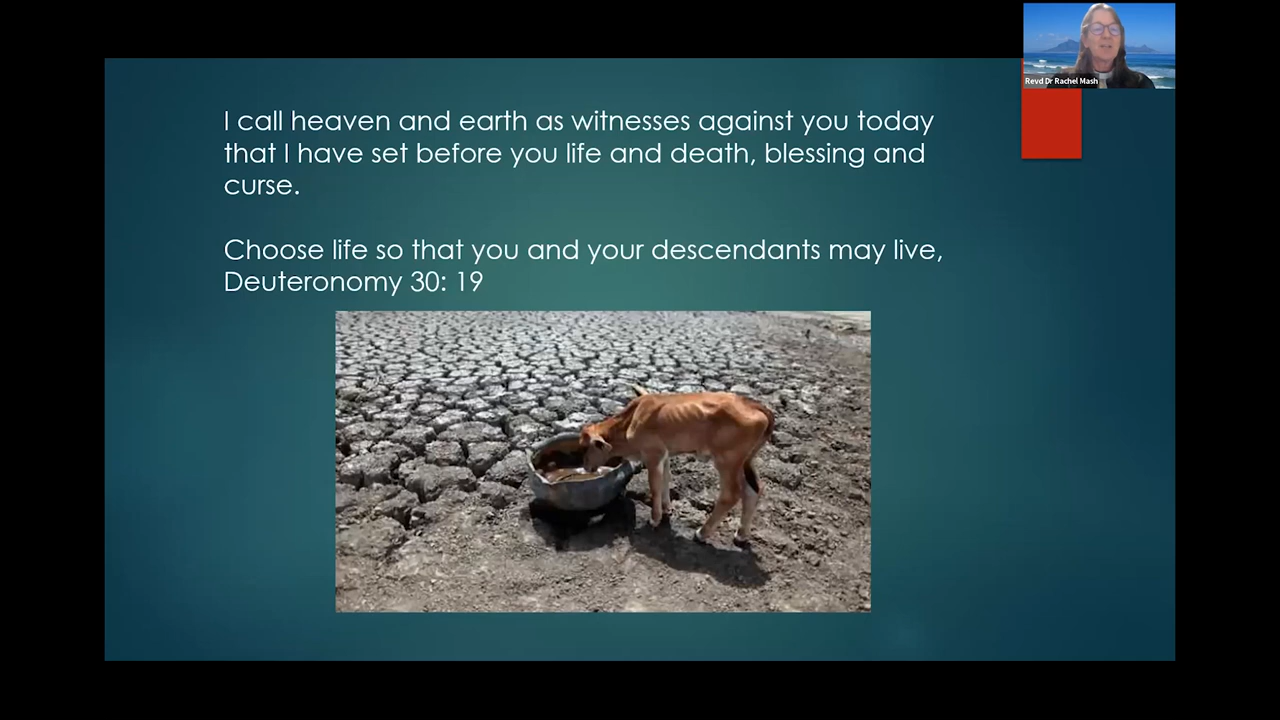 Revd Dr Rachel Mash
I call heaven and earth as witnesses against you today
that I have set before you life and death, blessing and
curse.
Choose life so that you and your descendants may live,
Deuteronomy 30: 19